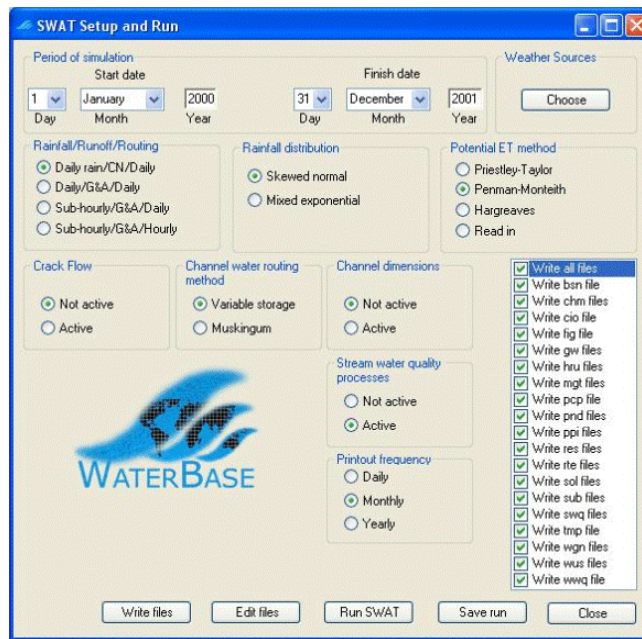 SWAT Setup and Run
Period of simulation
Start date
Finish date
1 January 2000
31 December 2001
Day Month Year
Day Month Year
Weather Sources
Choose
Rainfall/Runoff/Routing
Daily rain/CN/Daily
Daily/G&A/Daily
Sub-hourly/G&A/Daily
Sub-hourly/G&A/Hourly
Rainfall distribution
Skewed normal
Mixed exponential
Potential ET method
Priestley-Taylor
Penman-Monteith
Hargreaves
Read in
Crack Flow
Not active
Active
Channel water routing
method
Variable storage
Muskingum
Channel dimensions
Not active
Active
Stream water quality
processes
Not active
Active
Printout frequency
Daily
Monthly
Yearly
WATERBASE
Write all files
Write bsn file
Write chm files
Write cio file
Write fig file
Write gw files
Write hru files
Write mgt files
Write pcp file
Write pnd files
Write ppi files
Write res files
Write rte files
Write sol files
Write sub files
Write swq files
Write tmp file
Write wgn files
Write wus files
Write wwq file
Write files
Edit files
Run SWAT
Save run
Close